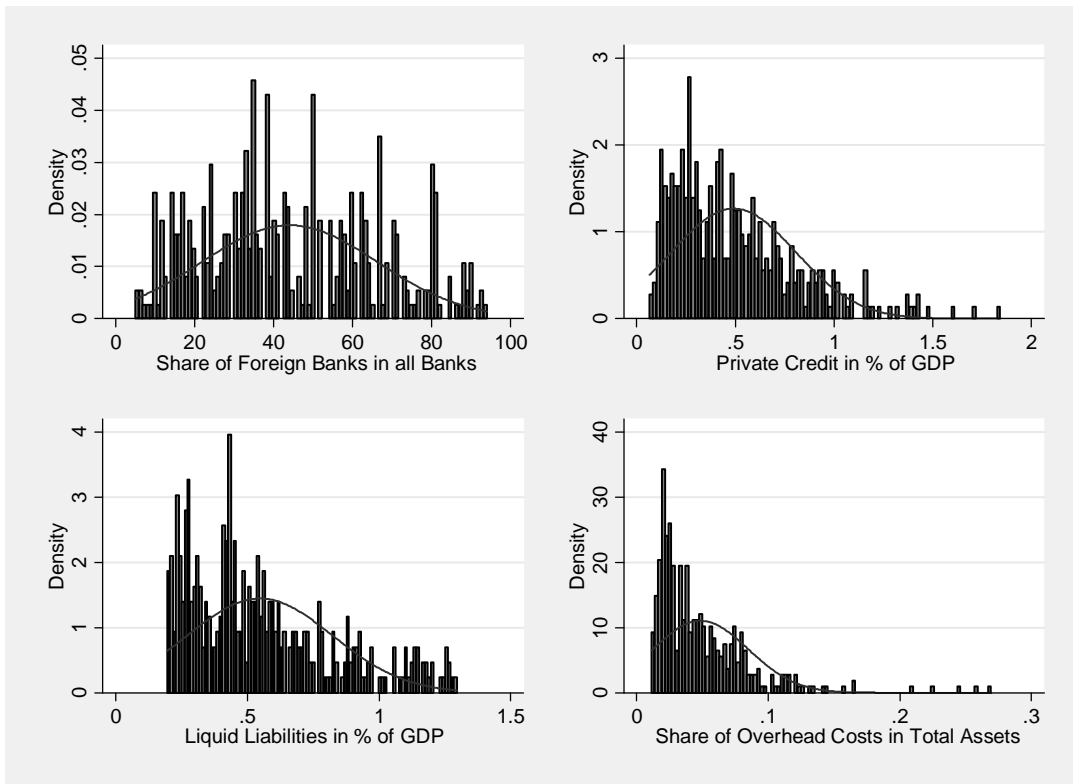 .05
.04
.03
.02
.01
0
Density
0 20 40 60 80 100
Share of Foreign Banks in all Banks
3
2
1
0
Density
0 .5 1 1.5 2
Private Credit in % of GDP
4
3
2
1
0
Density
0 .5 1 1.5
Liquid Liabilities in % of GDP
40
30
20
10
0
Density
0 .1 .2 .3
Share of Overhead Costs in Total Assets